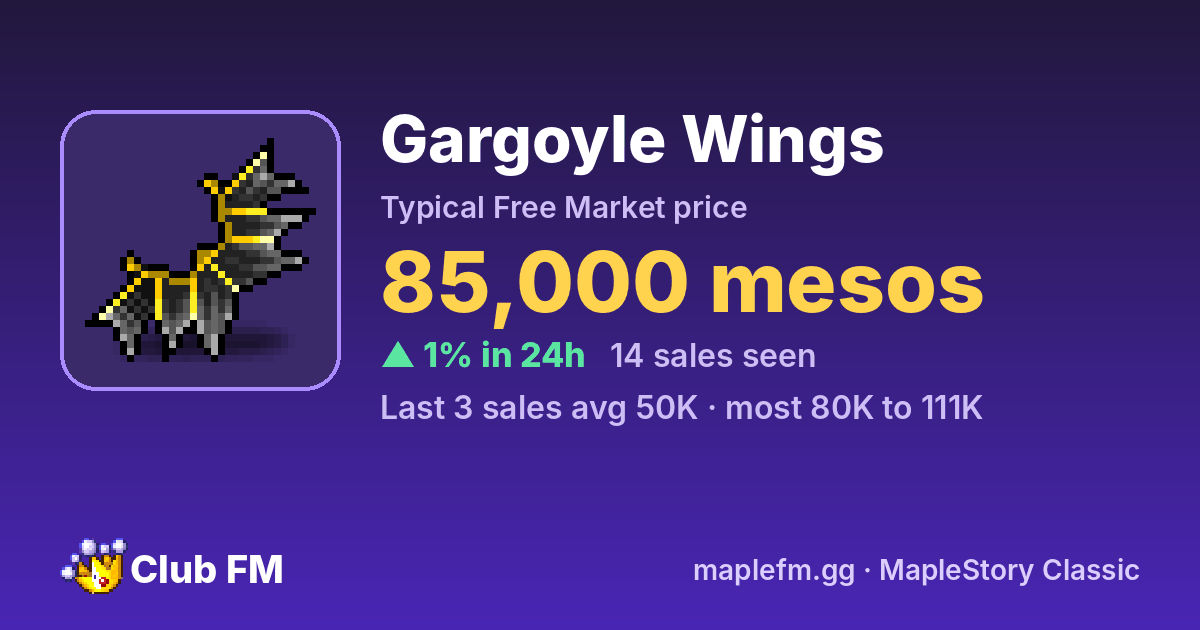 Gargoyle Wings
Typical Free Market price
85,000 mesos
▲ 1% in 24h 14 sales seen
Last 3 sales avg 50K · most 80K to 111K
Club FM
maplefm.gg · MapleStory Classic